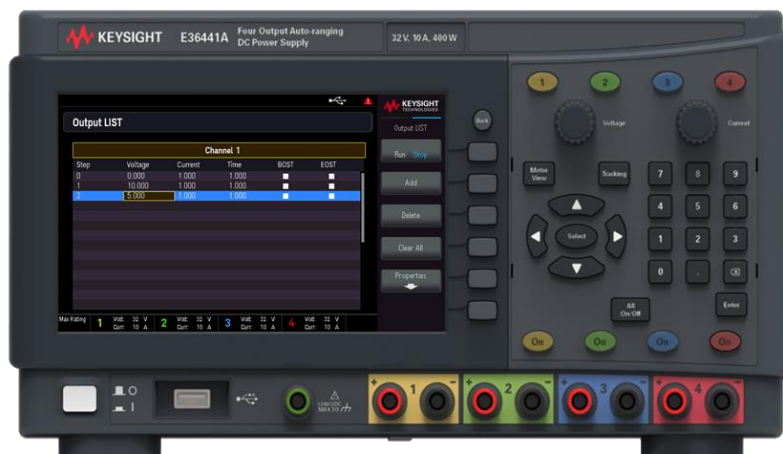 KEYSIGHT E36441A Four Output Auto-ranging
DC Power Supply
32 V, 10 A, 400 W
KEYSIGHT
TECHNOLOGIES
Output LIST
Output LIST
Channel 1
Step Voltage Current Time BOST EOST
0 0.000 1.000 1.000
1 10.000 1.000 1.000
2 5.000 1.000 1.000
Run Stop
Add
Delete
Clear All
Properties
Max Rating 1 Volt: 32 V 2 Volt: 32 V 3 Volt: 32 V 4 Volt: 32 V
Curr: 10 A Curr: 10 A Curr: 10 A Curr: 10 A
Back
1 2 3 4
Voltage Current
Meter
View
Tracking
7 8 9
4 5 6
Select
1 2 3
0 .
All
On/Off
Enter
On On On On
±240 VDC
MAX TO
+ 1 − + 2 − + 3 − + 4 −